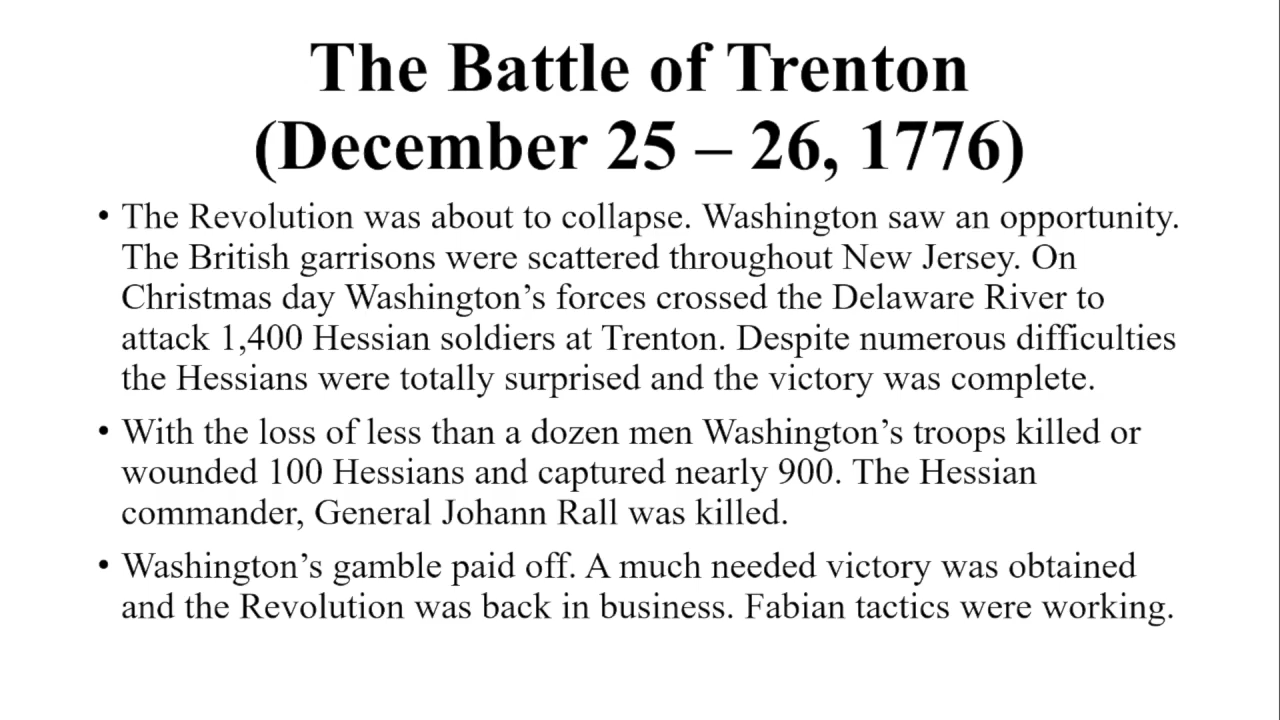 The Battle of Trenton
(December 25 – 26, 1776)
• The Revolution was about to collapse. Washington saw an opportunity.
The British garrisons were scattered throughout New Jersey. On
Christmas day Washington’s forces crossed the Delaware River to
attack 1,400 Hessian soldiers at Trenton. Despite numerous difficulties
the Hessians were totally surprised and the victory was complete.
• With the loss of less than a dozen men Washington’s troops killed or
wounded 100 Hessians and captured nearly 900. The Hessian
commander, General Johann Rall was killed.
• Washington’s gamble paid off. A much needed victory was obtained
and the Revolution was back in business. Fabian tactics were working.